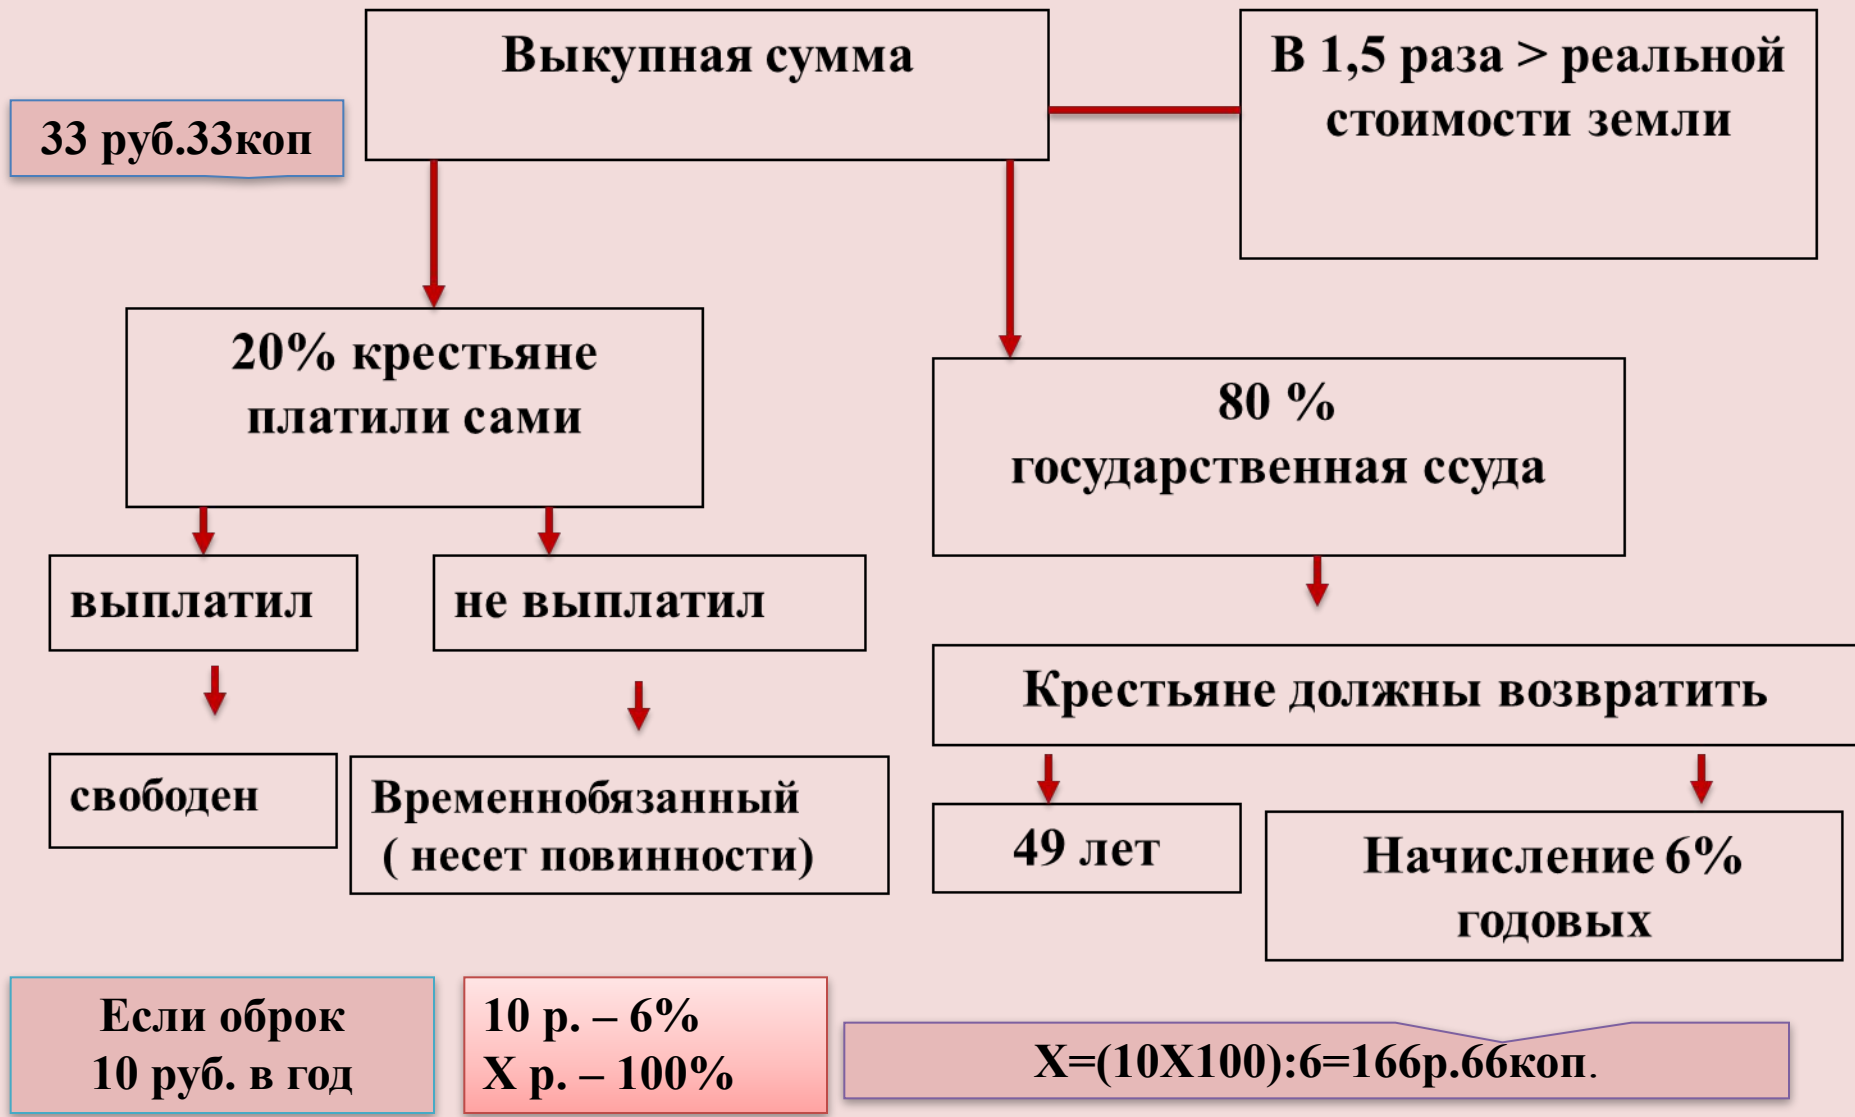 Выкупная сумма
В 1,5 раза > реальной
стоимости земли
33 руб.33коп
20% крестьяне
платили сами
80 %
государственная ссуда
выплатил
не выплатил
Крестьяне должны возвратить
свободен
Временнобязанный
( несет повинности)
49 лет
Начисление 6%
годовых
Если оброк
10 руб. в год
10 р. – 6%
Х р. – 100%
Х=(10Х100):6=166р.66коп.